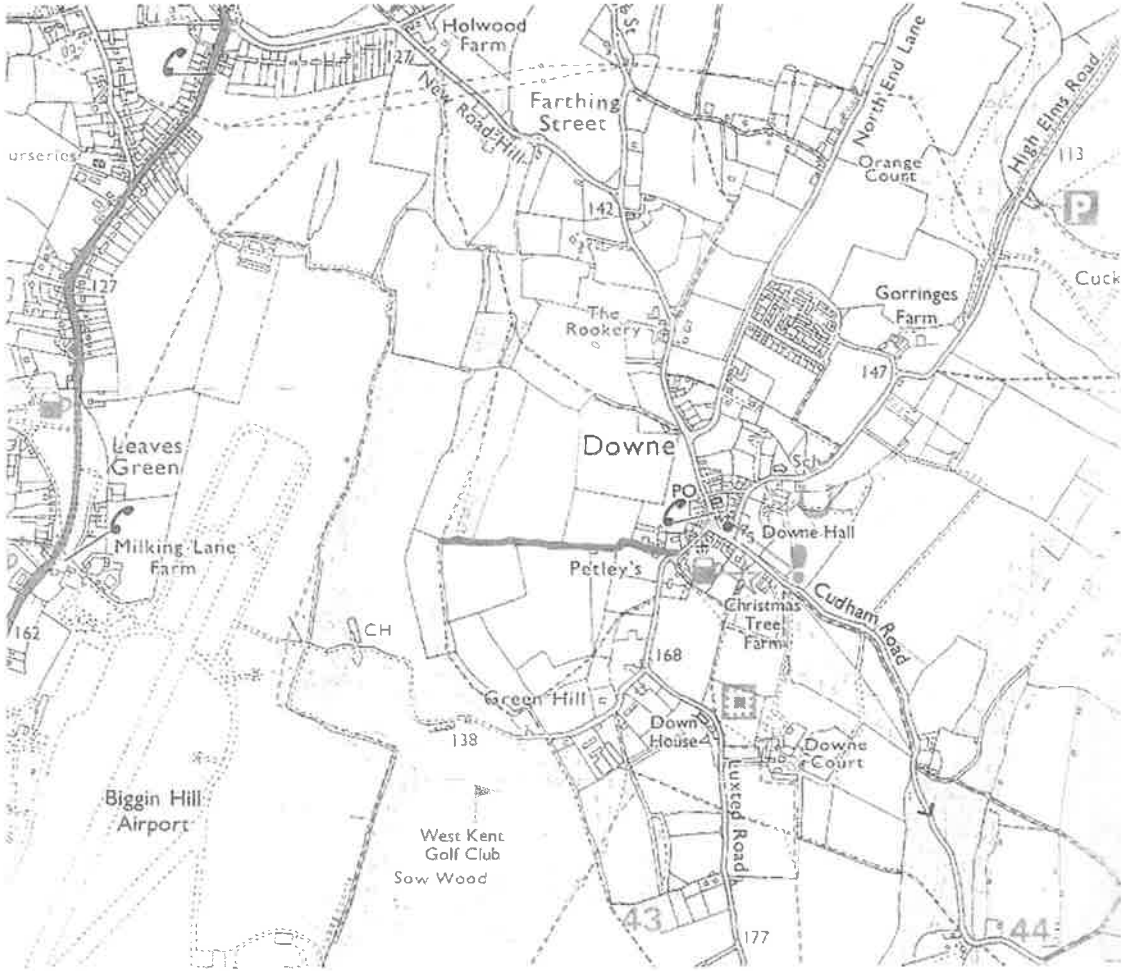 Holwood
Farm
127
New Road Hill
St
Farthing
Street
North End Lane
High Elms Road
urseries
Orange
Court
113
P
142
127
Cuck
Gorringes
Farm
The
Rookery
147
Leaves
Green
Downe
Sch
PO
Downe Hall
Milking Lane
Farm
Petley's
Cudham Road
Christmas
Tree
Farm
162
CH
168
Green Hill
138
Down
House
Downe
Court
Luxted Road
Biggin Hill
Airport
West Kent
Golf Club
Sow Wood
43
177
44